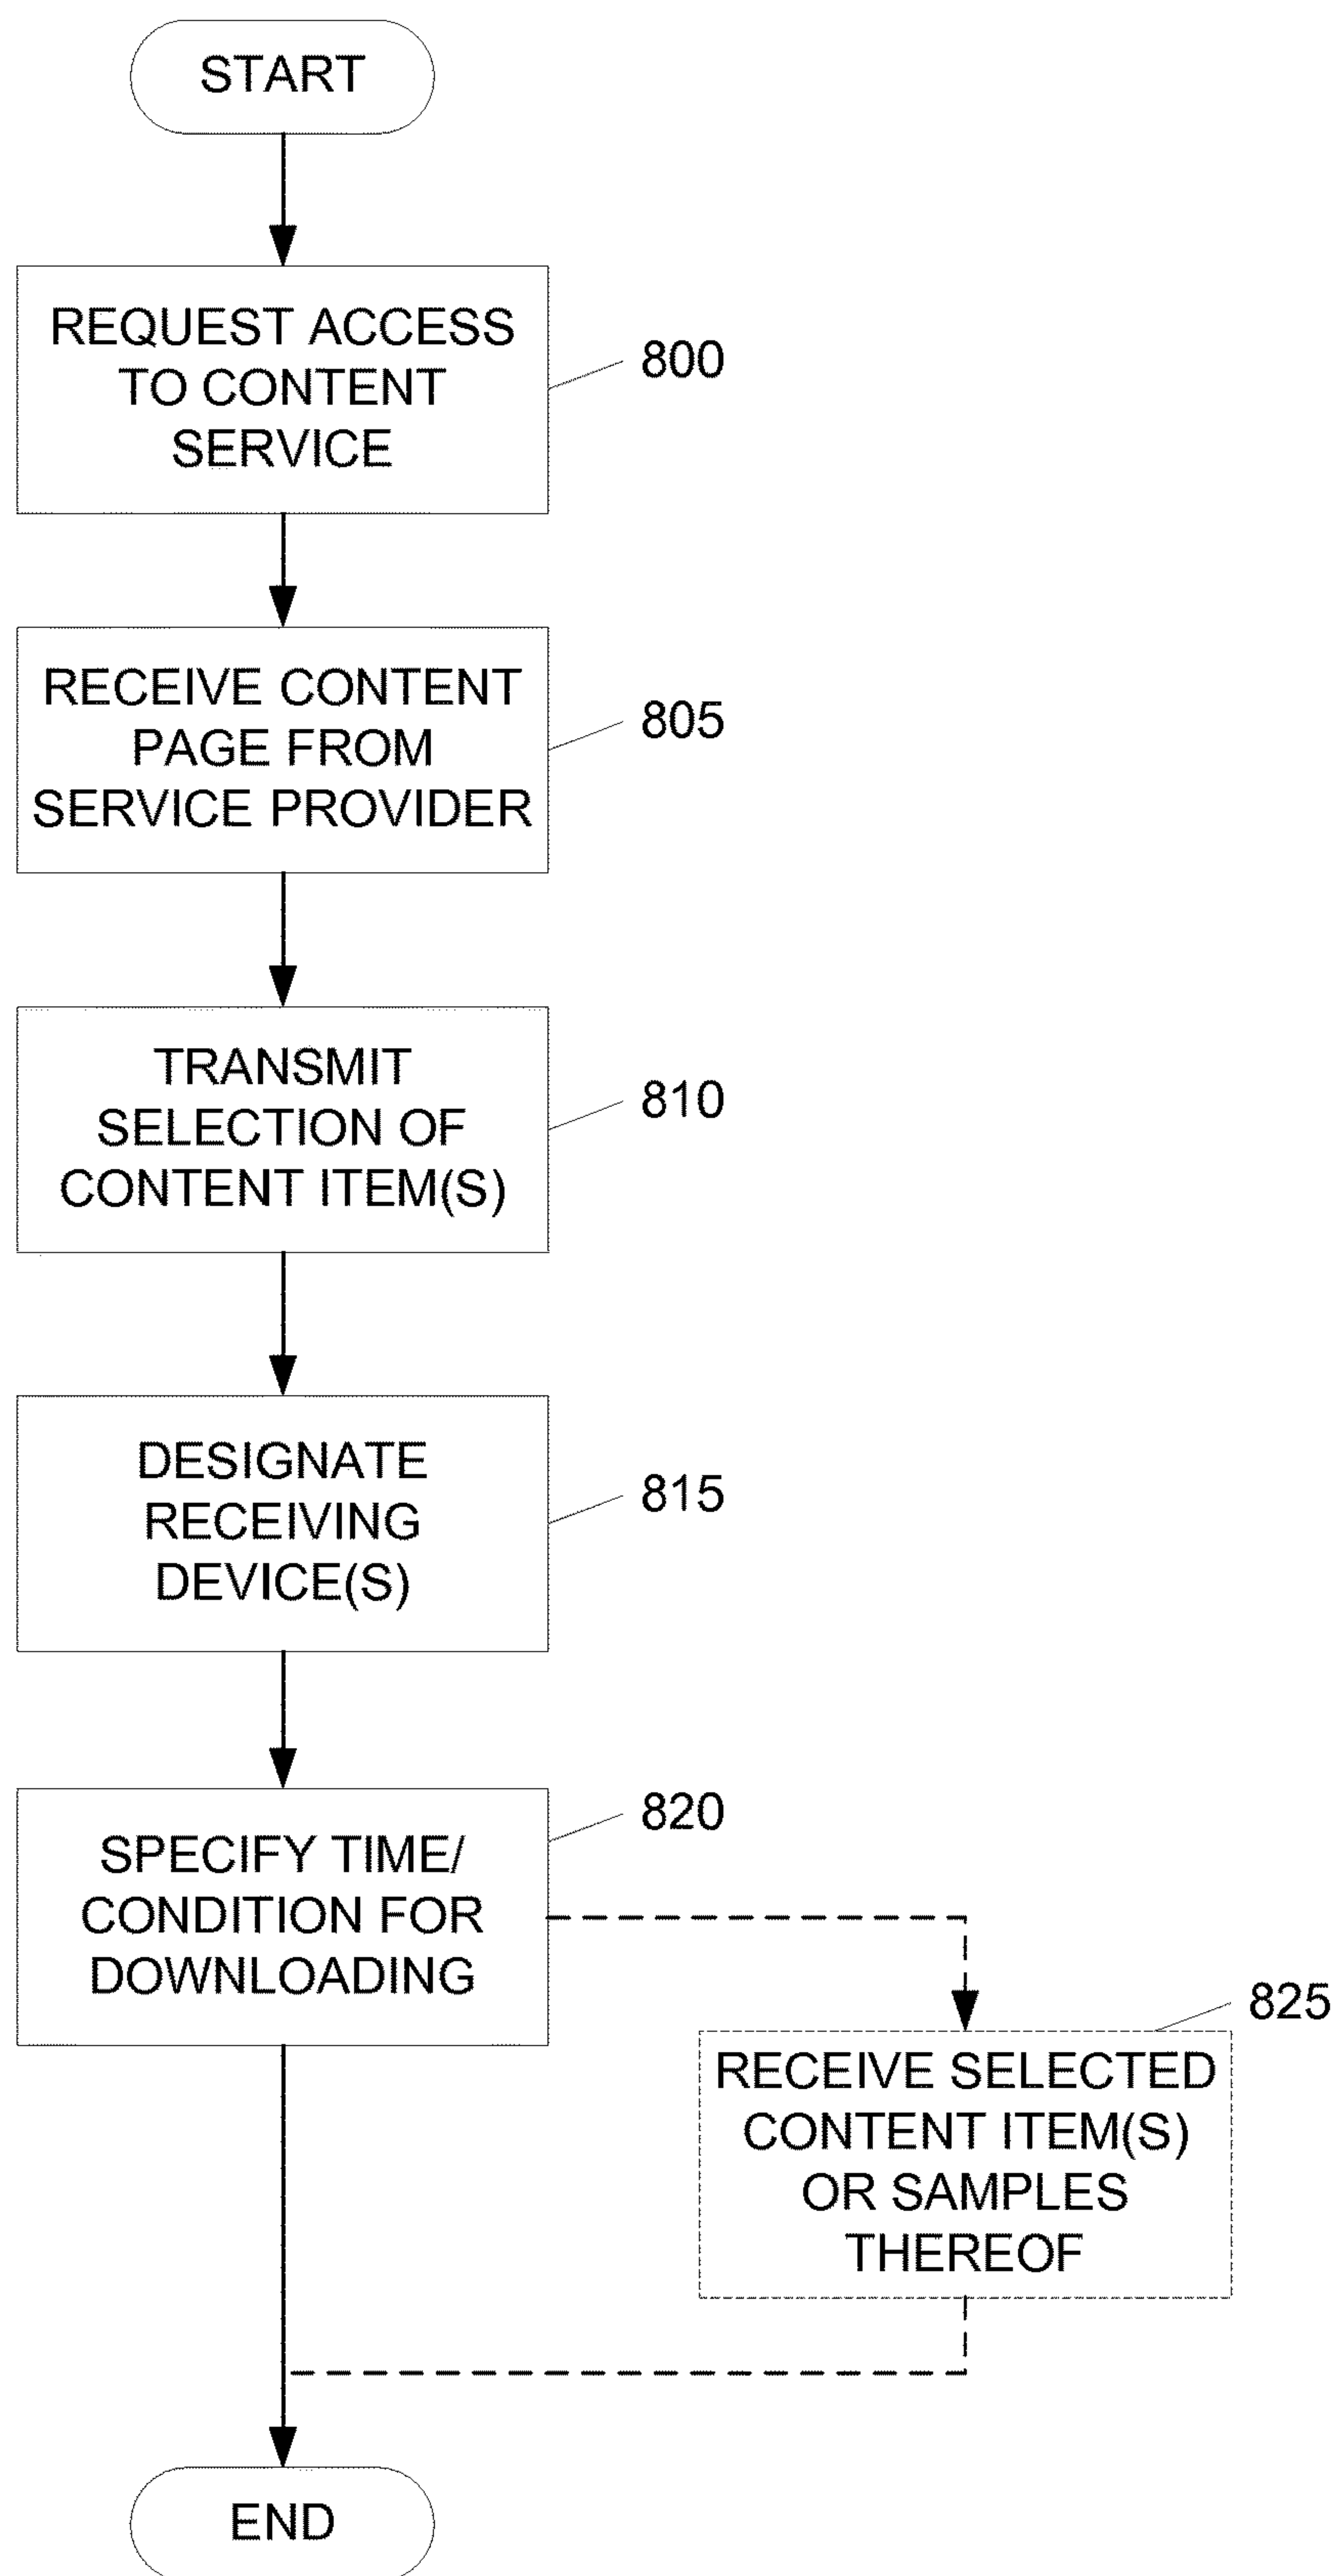 START
REQUEST ACCESS
TO CONTENT
SERVICE
800
RECEIVE CONTENT
PAGE FROM
SERVICE PROVIDER
805
TRANSMIT
SELECTION OF
CONTENT ITEM(S)
810
DESIGNATE
RECEIVING
DEVICE(S)
815
SPECIFY TIME/
CONDITION FOR
DOWNLOADING
820
RECEIVE SELECTED
CONTENT ITEM(S)
OR SAMPLES
THEREOF
825
END